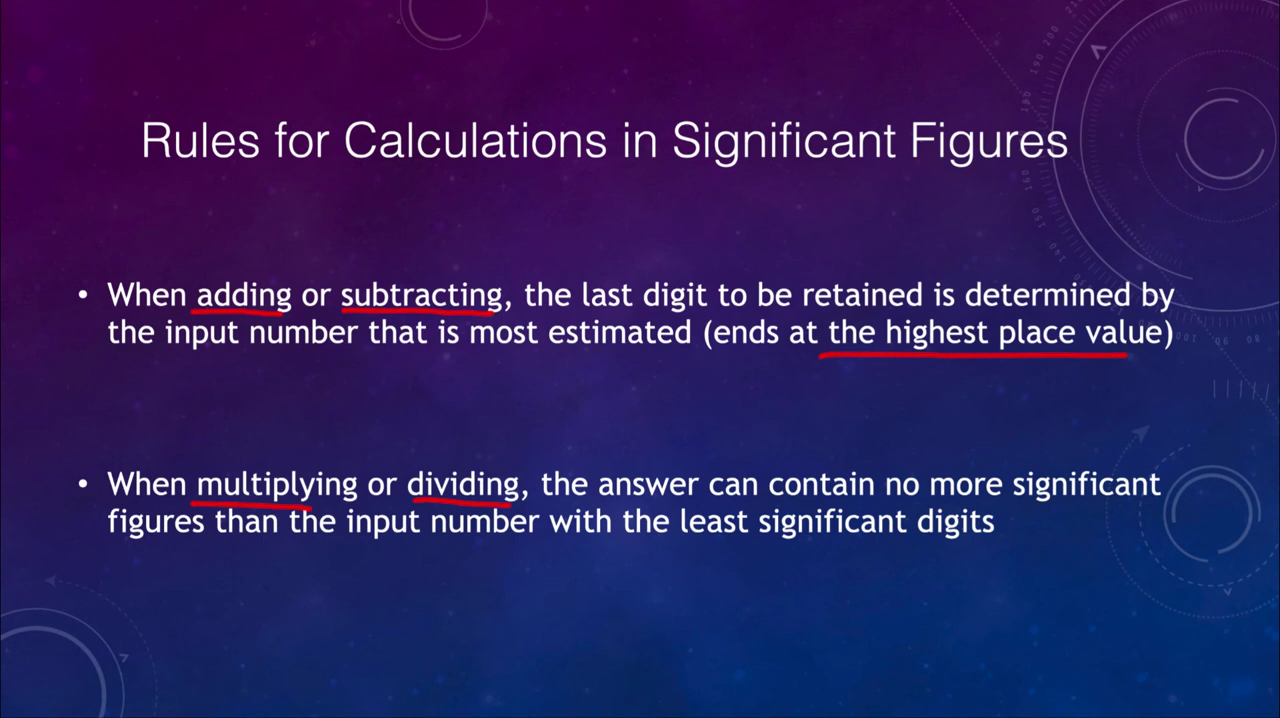 Rules for Calculations in Significant Figures
• When adding or subtracting, the last digit to be retained is determined by
the input number that is most estimated (ends at the highest place value)
• When multiplying or dividing, the answer can contain no more significant
figures than the input number with the least significant digits